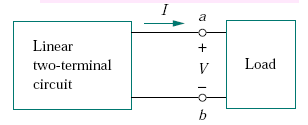 I
a
+
Linear
two-terminal
circuit
V
Load
–
b